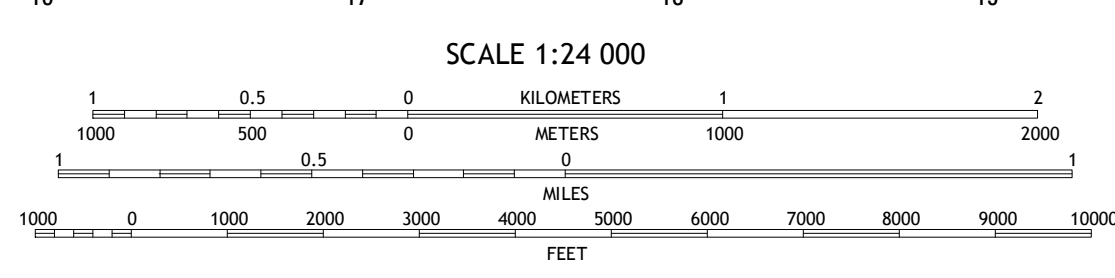 SCALE 1:24 000
1 0.5 0 KILOMETERS 1 2
1000 500 0 METERS 1000 2000
1 0.5 0 1
MILES
1000 0 1000 2000 3000 4000 5000 6000 7000 8000 9000 10000
FEET